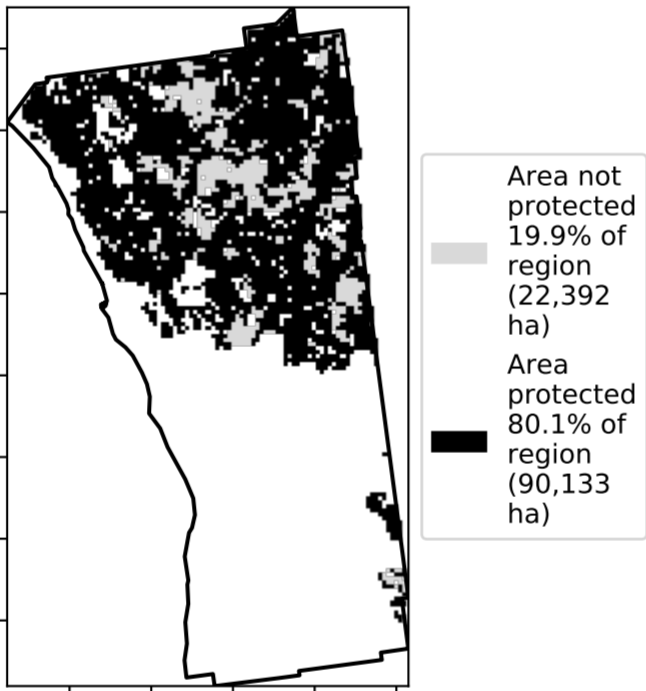 Area not
protected
19.9% of
region
(22,392
ha)
Area
protected
80.1% of
region
(90,133
ha)